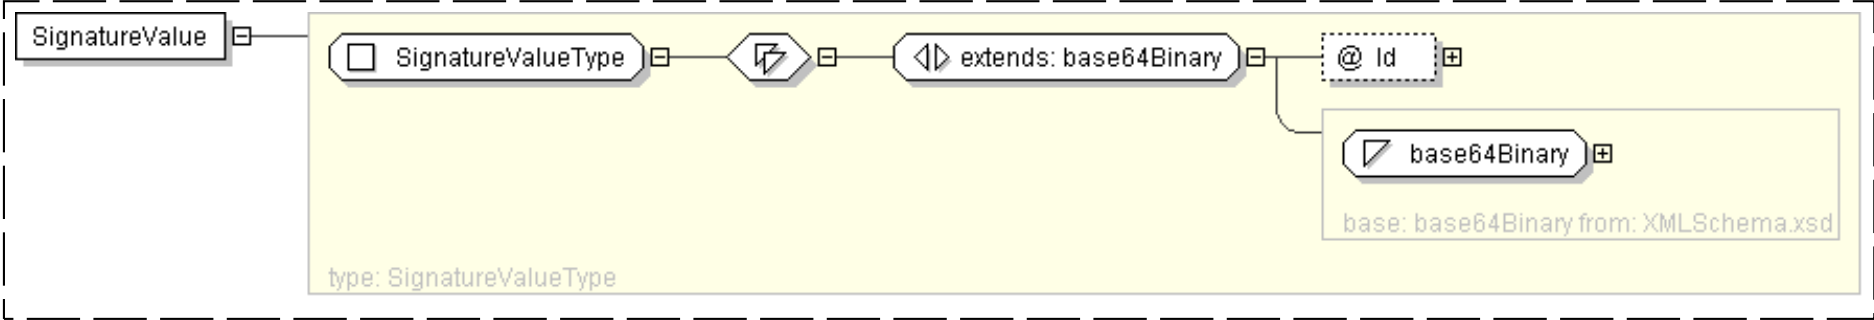 SignatureValue
SignatureValueType
extends: base64Binary
@ Id
base64Binary
base: base64Binary from: XMLSchema.xsd
type: SignatureValueType